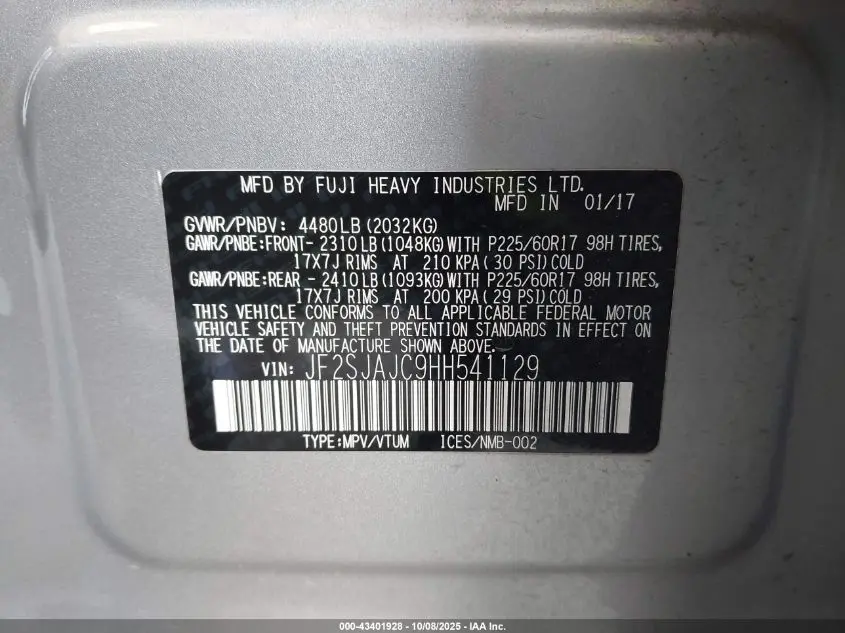 MFD BY FUJI HEAVY INDUSTRIES LTD.
MFD IN 01/17
GVWR/PNBV: 4480LB(2032KG)
GAWR/PNBE:FRONT- 2310LB(1048KG)WITH P225/60R17 98H TIRES,
17X7J RIMS AT 210 KPA(30 PSI)COLD
GAWR/PNBE:REAR - 2410LB(1093KG)WITH P225/60R17 98H TIRES,
17X7J RIMS AT 200 KPA(29 PSI)COLD
THIS VEHICLE CONFORMS TO ALL APPLICABLE FEDERAL MOTOR
VEHICLE SAFETY AND THEFT PREVENTION STANDARDS IN EFFECT ON
THE DATE OF MANUFACTURE SHOWN ABOVE.
VIN: JF2SJAJC9HH541129
TYPE:MPV/VTUM ICES/NMB-002
000-43401928 - 10/08/2025 - IAA Inc.